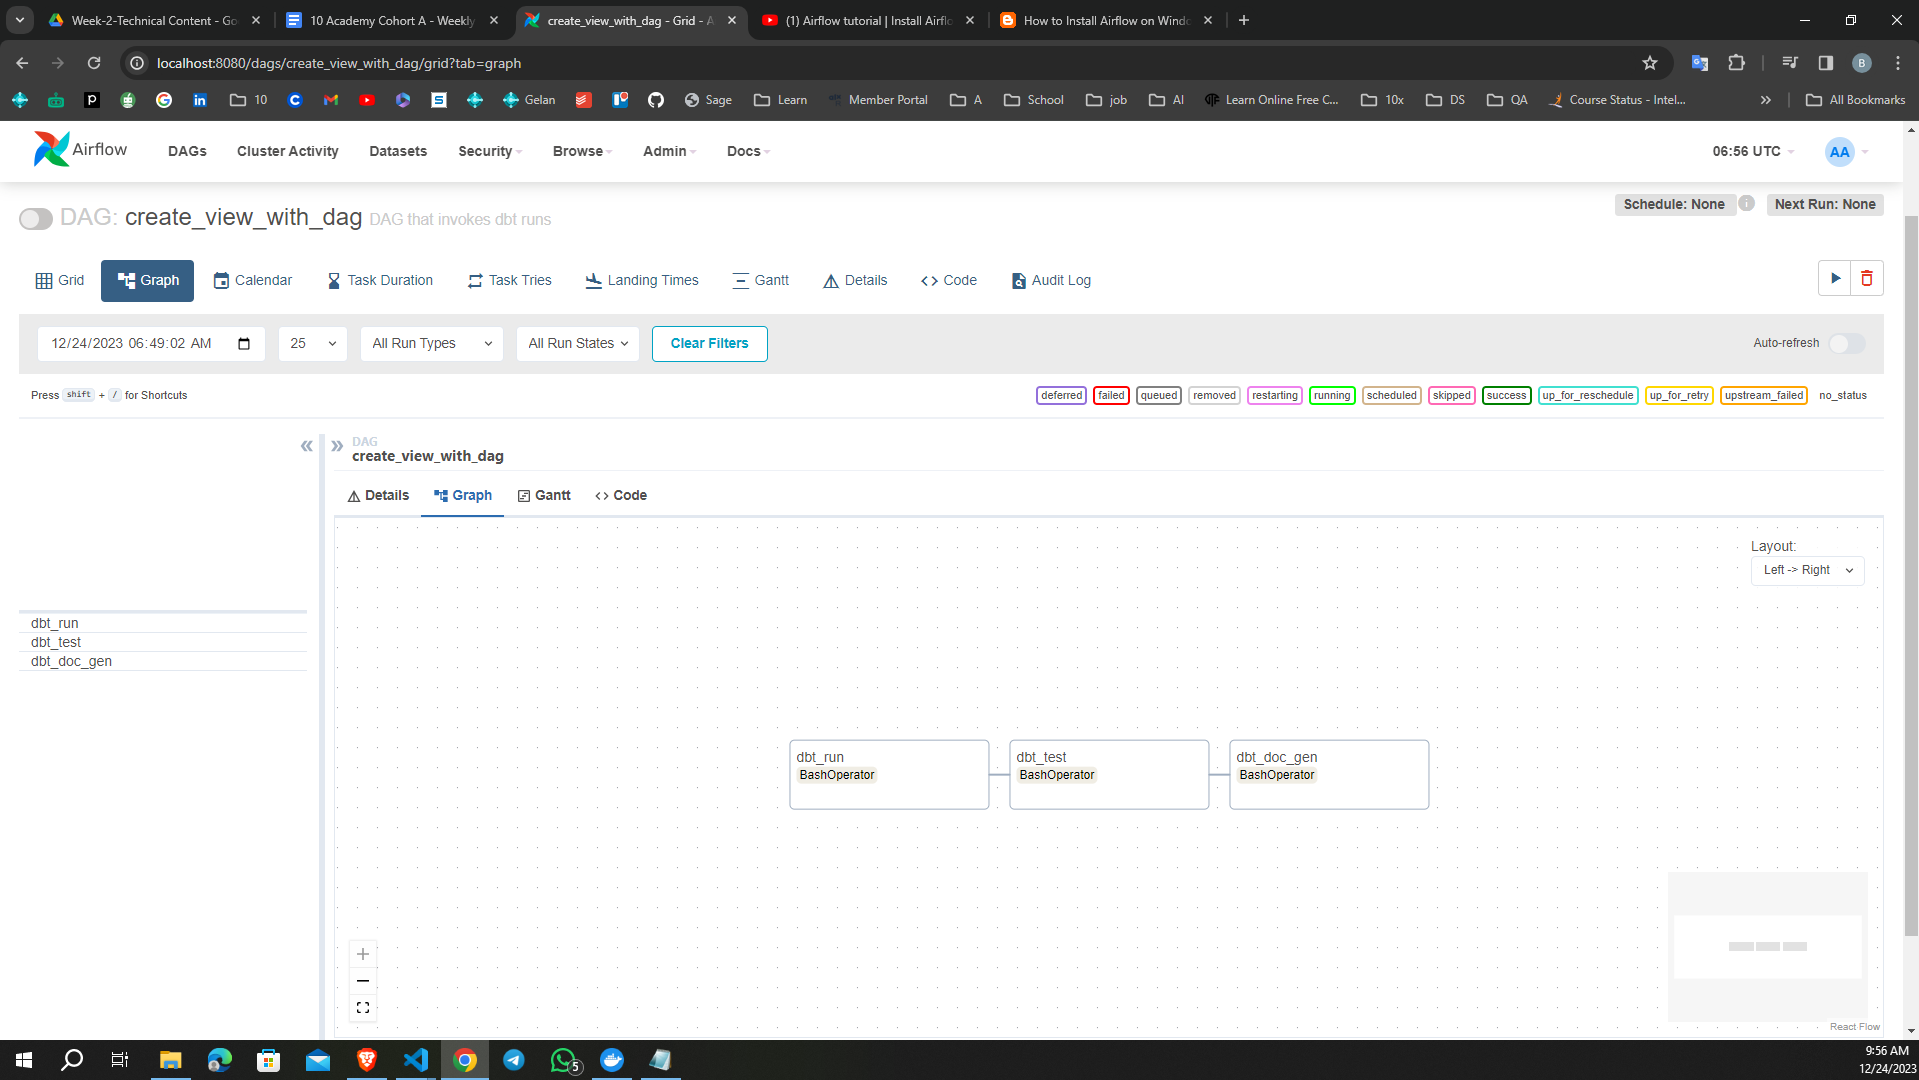 Week-2-Technical Content - Go
10 Academy Cohort A - Weekly
create_view_with_dag - Grid - A
(1) Airflow tutorial | Install Airflo
How to Install Airflow on Windo
localhost:8080/dags/create_view_with_dag/grid?tab=graph
10
Gelan
Sage
Learn
Member Portal
A
School
job
AI
Learn Online Free C...
10x
DS
QA
Course Status - Intel...
All Bookmarks
Airflow
DAGs
Cluster Activity
Datasets
Security
Browse
Admin
Docs
06:56 UTC
AA
DAG: create_view_with_dag DAG that invokes dbt runs
Schedule: None
Next Run: None
Grid
Graph
Calendar
Task Duration
Task Tries
Landing Times
Gantt
Details
Code
Audit Log
12/24/2023 06:49:02 AM
25
All Run Types
All Run States
Clear Filters
Auto-refresh
Press shift + / for Shortcuts
deferred
failed
queued
removed
restarting
running
scheduled
skipped
success
up_for_reschedule
up_for_retry
upstream_failed
no_status
DAG
create_view_with_dag
Details
Graph
Gantt
Code
Layout:
Left -> Right
dbt_run
dbt_test
dbt_doc_gen
dbt_run
BashOperator
dbt_test
BashOperator
dbt_doc_gen
BashOperator
React Flow
5
9:56 AM
12/24/2023